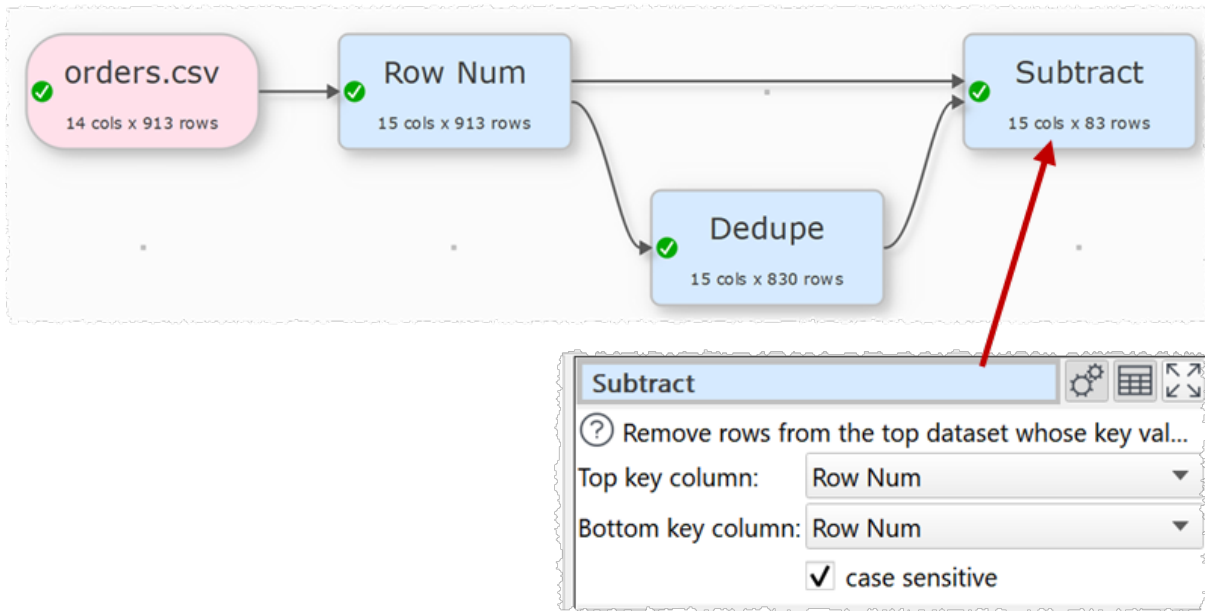 orders.csv
14 cols x 913 rows
Row Num
15 cols x 913 rows
Subtract
15 cols x 83 rows
Dedupe
15 cols x 830 rows
Subtract
? Remove rows from the top dataset whose key val...
Top key column: Row Num
Bottom key column: Row Num
case sensitive